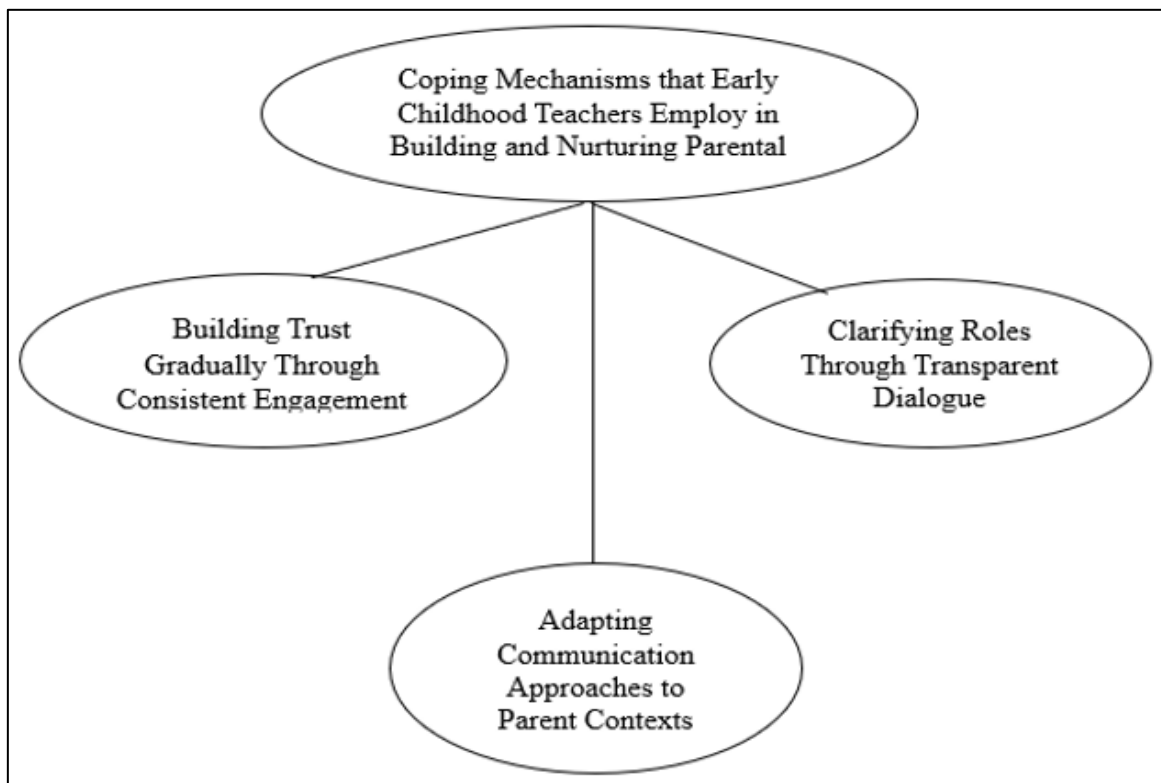 Coping Mechanisms that Early
Childhood Teachers Employ in
Building and Nurturing Parental
Building Trust
Gradually Through
Consistent Engagement
Clarifying Roles
Through Transparent
Dialogue
Adapting
Communication
Approaches to
Parent Contexts